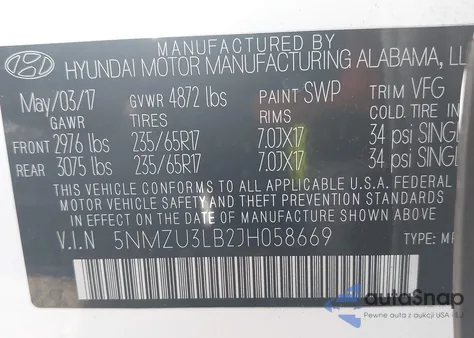 MANUFACTURED BY
HYUNDAI MOTOR MANUFACTURING ALABAMA, LL
May/03/17 GVWR 4872 lbs PAINT SWP TRIM VFG
GAWR TIRES RIMS COLD. TIRE IN
FRONT 2976 lbs 235/65R17 7.0JX17 34 psi SINGL
REAR 3075 lbs 235/65R17 7.0JX17 34 psi SINGL
THIS VEHICLE CONFORMS TO ALL APPLICABLE U.S.A. FEDERAL
MOTOR VEHICLE SAFETY AND THEFT PREVENTION STANDARDS
IN EFFECT ON THE DATE OF MANUFACTURE SHOWN ABOVE.
V.I.N 5NMZU3LB2JH058669 TYPE: M
autoSnap
Pewne auta z drugiej USA i EU